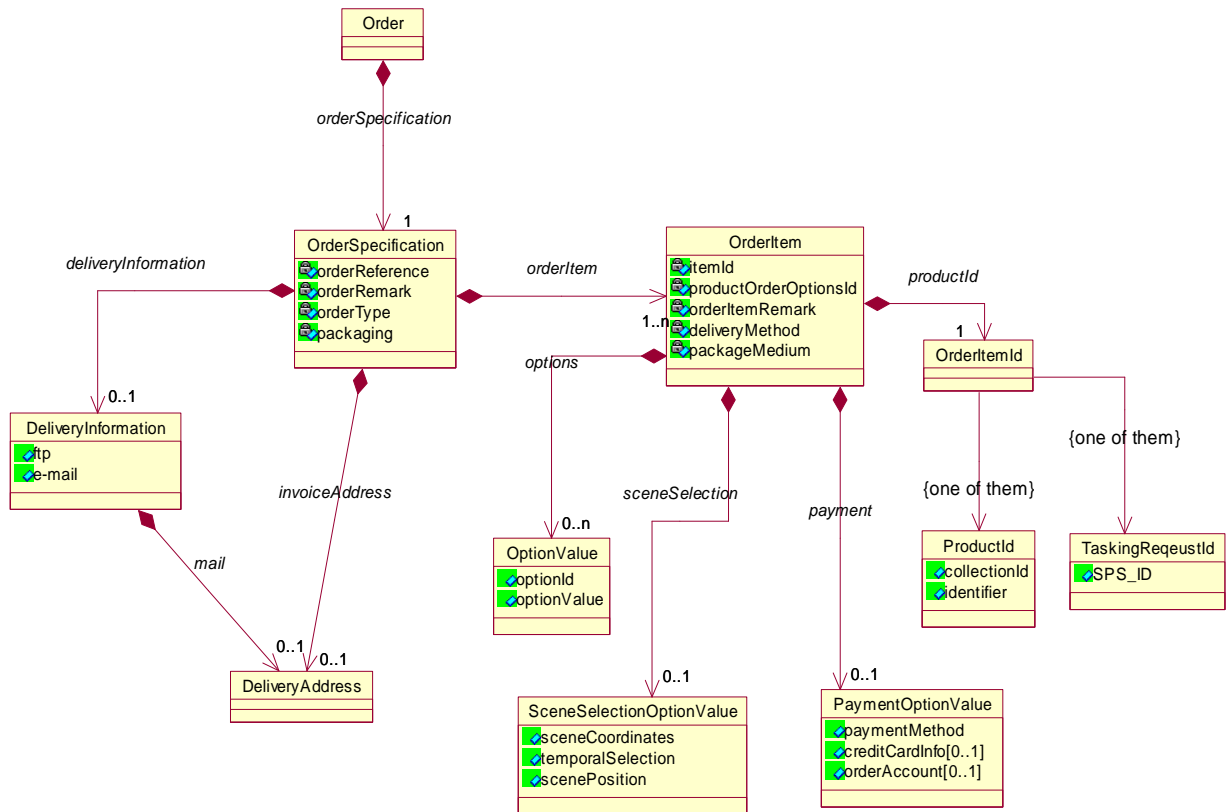 Order
orderSpecification
1
OrderSpecification
orderReference
orderRemark
orderType
packaging
deliveryInformation
0..1
DeliveryInformation
ftp
e-mail
invoiceAddress
mail
0..1
0..1
DeliveryAddress
orderItem
1..n
OrderItem
itemId
productOrderOptionsId
orderItemRemark
deliveryMethod
packageMedium
options
0..n
OptionValue
optionId
optionValue
sceneSelection
0..1
SceneSelectionOptionValue
sceneCoordinates
temporalSelection
scenePosition
payment
0..1
PaymentOptionValue
paymentMethod
creditCardInfo[0..1]
orderAccount[0..1]
productId
1
OrderItemId
{one of them}
{one of them}
ProductId
collectionId
identifier
TaskingReqeustId
SPS_ID